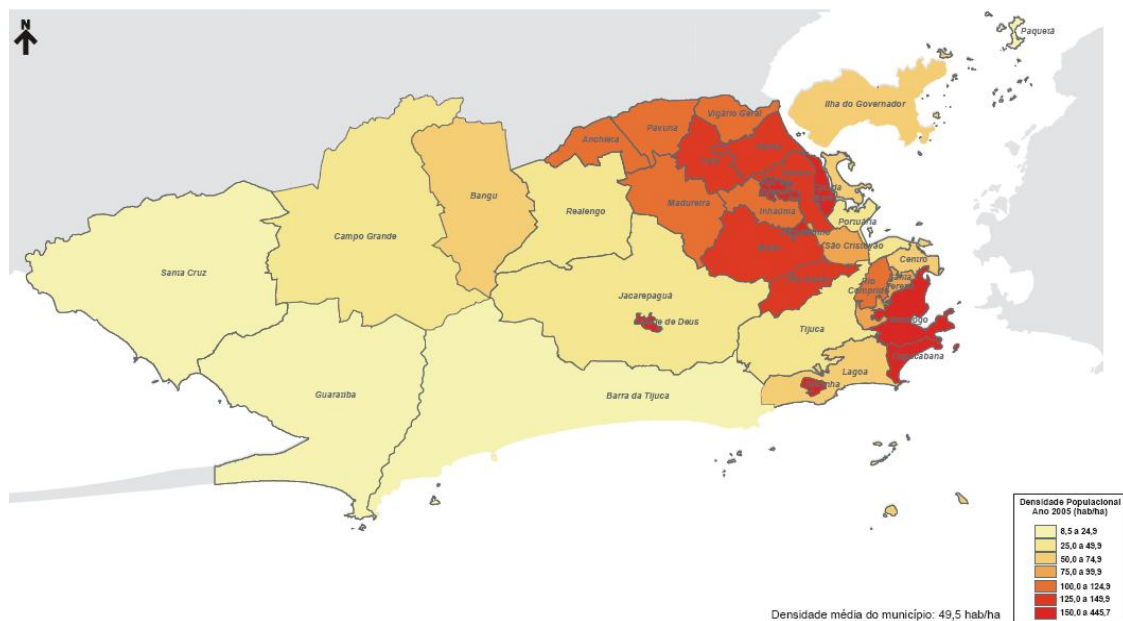 N
Paquetá
Ilha do Governador
Vigário Geral
Pavuna
Anchieta
Bangu
Madureira
Realengo
Inhaúma
Portuária
Campo Grande
São Cristovão
Centro
Santa Cruz
Rio
Comprido
Jacarepaguá
de Deus
Tijuca
Lagoa
Guaratiba
Barra da Tijuca
Densidade Populacional
Ano 2005 (hab/ha)
8,5 a 24,9
25,0 a 49,9
50,0 a 74,9
75,0 a 99,9
100,0 a 124,9
125,0 a 149,9
150,0 a 445,7
Densidade média do município: 49,5 hab/ha